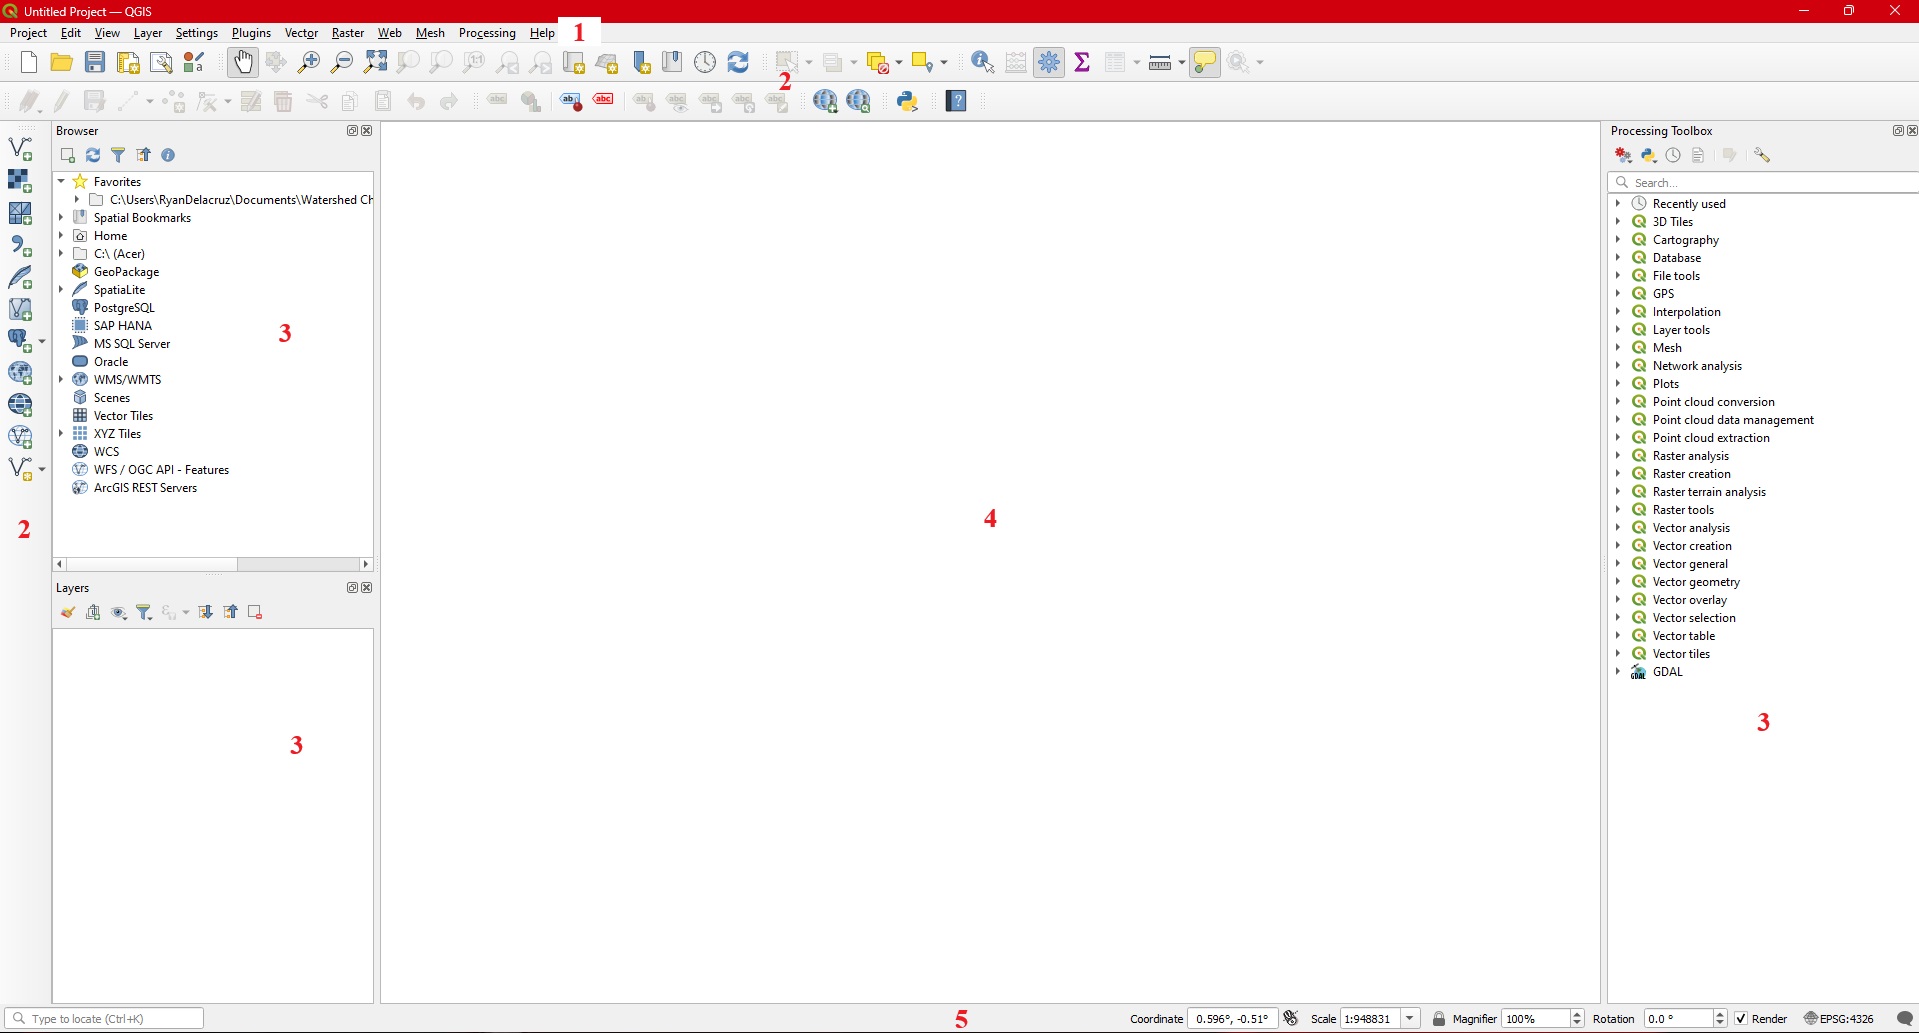 Untitled Project — QGIS
Project Edit View Layer Settings Plugins Vector Raster Web Mesh Processing Help 1
2
Browser
Favorites
C:\Users\RyanDelacruz\Documents\Watershed Ch
Spatial Bookmarks
Home
C:\ (Acer)
GeoPackage
SpatiaLite
PostgreSQL
SAP HANA
3
MS SQL Server
Oracle
WMS/WMTS
Scenes
Vector Tiles
XYZ Tiles
WCS
WFS / OGC API - Features
ArcGIS REST Servers
2
Layers
3
4
Processing Toolbox
Search...
Recently used
3D Tiles
Cartography
Database
File tools
GPS
Interpolation
Layer tools
Mesh
Network analysis
Plots
Point cloud conversion
Point cloud data management
Point cloud extraction
Raster analysis
Raster creation
Raster terrain analysis
Raster tools
Vector analysis
Vector creation
Vector general
Vector geometry
Vector overlay
Vector selection
Vector table
Vector tiles
GDAL
3
Type to locate (Ctrl+K) 5 Coordinate 0.596°, -0.51° Scale 1:948831 Magnifier 100% Rotation 0.0 ° Render EPSG:4326